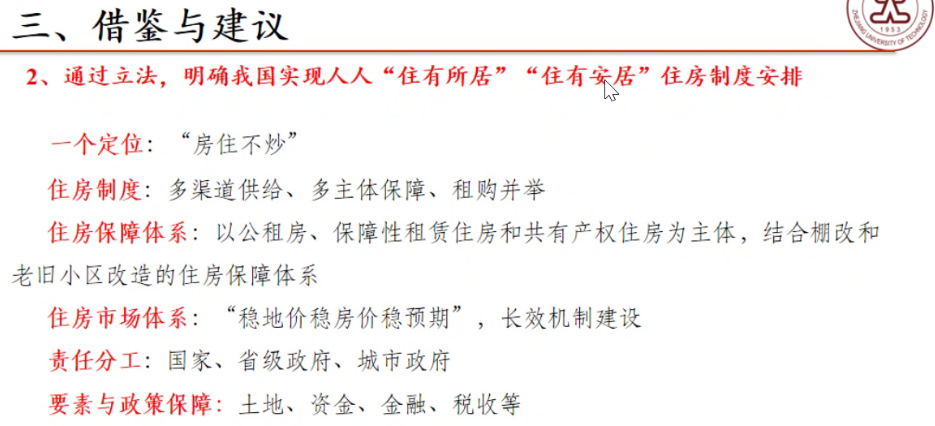 三、借鉴与建议
ZHEJIANG UNIVERSITY OF TECHNOLOGY
1953
2、通过立法，明确我国实现人人“住有所居”“住有安居”住房制度安排
一个定位：“房住不炒”
住房制度：多渠道供给、多主体保障、租购并举
住房保障体系：以公租房、保障性租赁住房和共有产权住房为主体，结合棚改和
老旧小区改造的住房保障体系
住房市场体系：“稳地价稳房价稳预期”，长效机制建设
责任分工：国家、省级政府、城市政府
要素与政策保障：土地、资金、金融、税收等